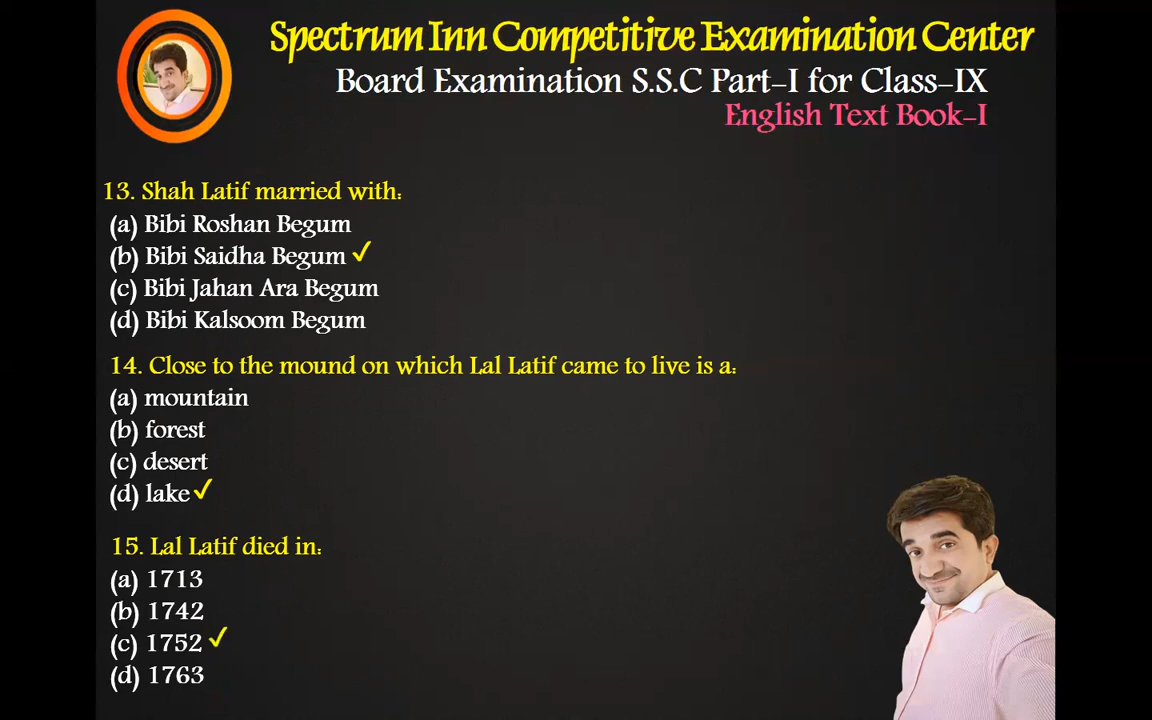 Spectrum Inn Competitive Examination Center
Board Examination S.S.C Part-I for Class-IX
English Text Book-I
13. Shah Latif married with:
(a) Bibi Roshan Begum
(b) Bibi Saidha Begum ✓
(c) Bibi Jahan Ara Begum
(d) Bibi Kalsoom Begum
14. Close to the mound on which Lal Latif came to live is a:
(a) mountain
(b) forest
(c) desert
(d) lake ✓
15. Lal Latif died in:
(a) 1713
(b) 1742
(c) 1752 ✓
(d) 1763